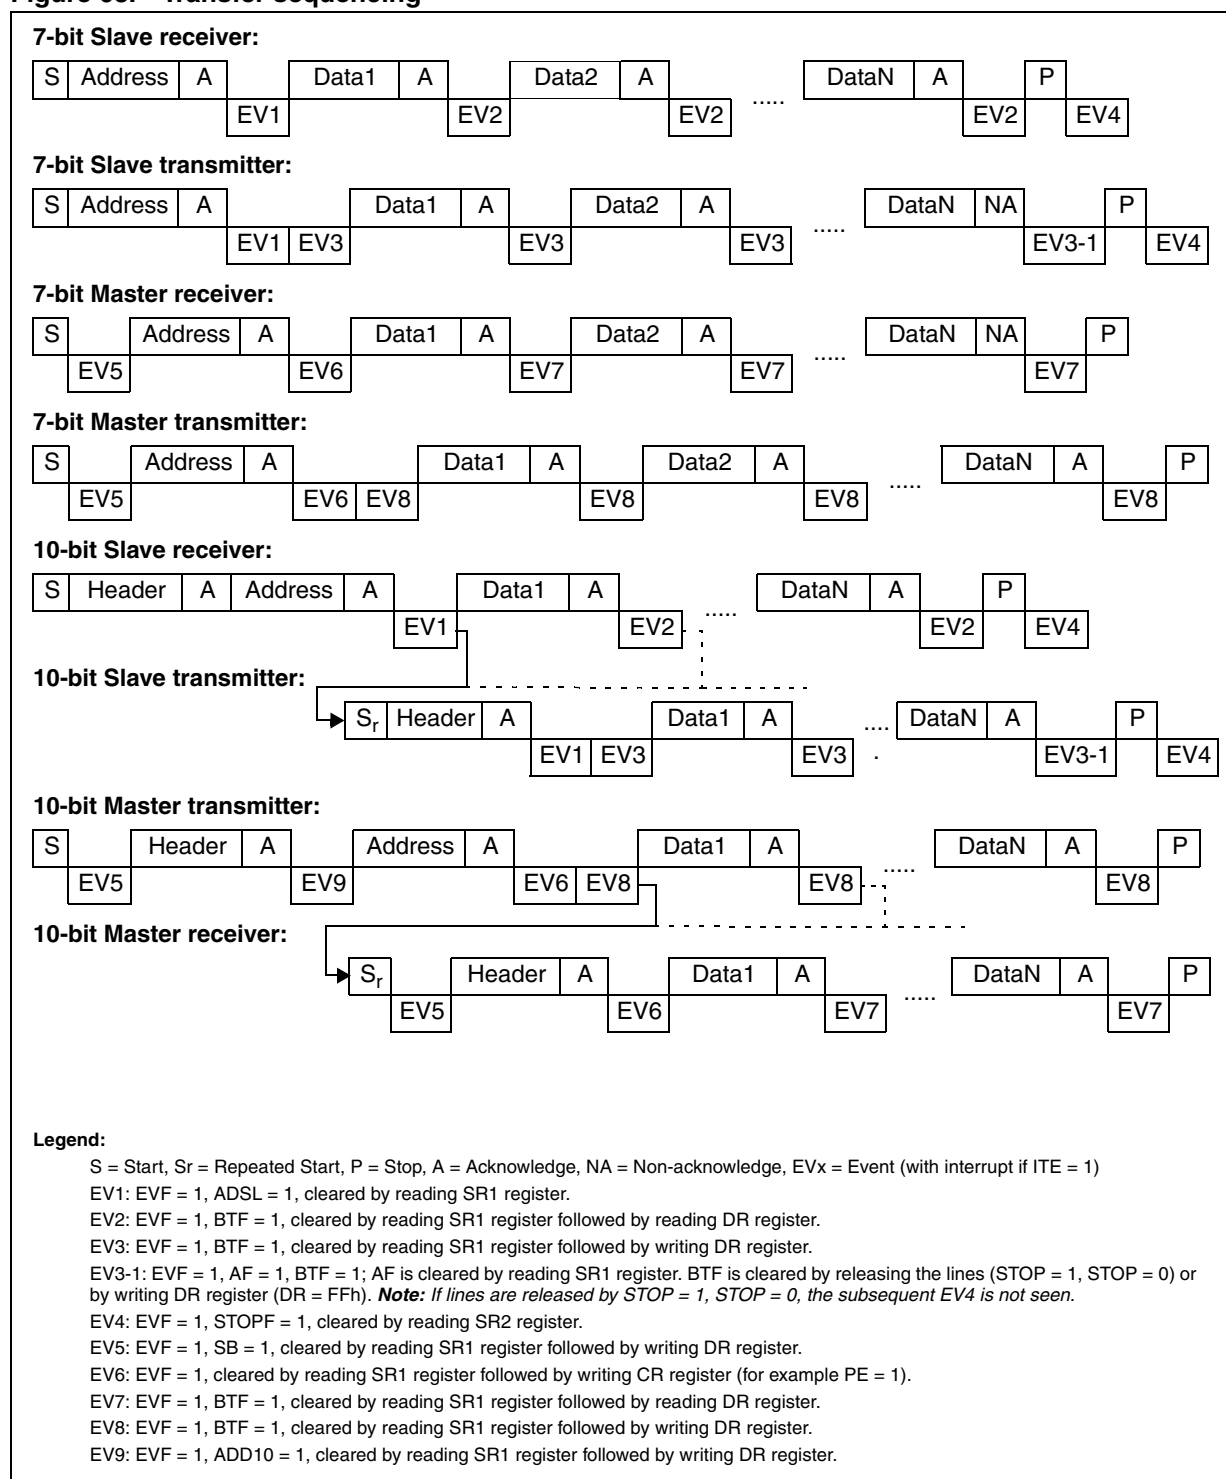 7-bit Slave receiver:
S Address A Data1 A Data2 A ..... DataN A P
EV1 EV2 EV2 EV2 EV4
7-bit Slave transmitter:
S Address A Data1 A Data2 A ..... DataN NA P
EV1 EV3 EV3 EV3 EV3-1 EV4
7-bit Master receiver:
S Address A Data1 A Data2 A ..... DataN NA P
EV5 EV6 EV7 EV7 EV7
7-bit Master transmitter:
S Address A Data1 A Data2 A ..... DataN A P
EV5 EV6 EV8 EV8 EV8 EV8
10-bit Slave receiver:
S Header A Address A Data1 A ..... DataN A P
EV1 EV2 EV2 EV4
10-bit Slave transmitter:
Sr Header A Data1 A .... DataN A P
EV1 EV3 EV3 . EV3-1 EV4
10-bit Master transmitter:
S Header A Address A Data1 A ..... DataN A P
EV5 EV9 EV6 EV8 EV8 EV8
10-bit Master receiver:
Sr Header A Data1 A ..... DataN A P
EV5 EV6 EV7 EV7
Legend:
S = Start, Sr = Repeated Start, P = Stop, A = Acknowledge, NA = Non-acknowledge, EVx = Event (with interrupt if ITE = 1)
EV1: EVF = 1, ADSL = 1, cleared by reading SR1 register.
EV2: EVF = 1, BTF = 1, cleared by reading SR1 register followed by reading DR register.
EV3: EVF = 1, BTF = 1, cleared by reading SR1 register followed by writing DR register.
EV3-1: EVF = 1, AF = 1, BTF = 1; AF is cleared by reading SR1 register. BTF is cleared by releasing the lines (STOP = 1, STOP = 0) or
by writing DR register (DR = FFh). Note: If lines are released by STOP = 1, STOP = 0, the subsequent EV4 is not seen.
EV4: EVF = 1, STOPF = 1, cleared by reading SR2 register.
EV5: EVF = 1, SB = 1, cleared by reading SR1 register followed by writing DR register.
EV6: EVF = 1, cleared by reading SR1 register followed by writing CR register (for example PE = 1).
EV7: EVF = 1, BTF = 1, cleared by reading SR1 register followed by reading DR register.
EV8: EVF = 1, BTF = 1, cleared by reading SR1 register followed by writing DR register.
EV9: EVF = 1, ADD10 = 1, cleared by reading SR1 register followed by writing DR register.